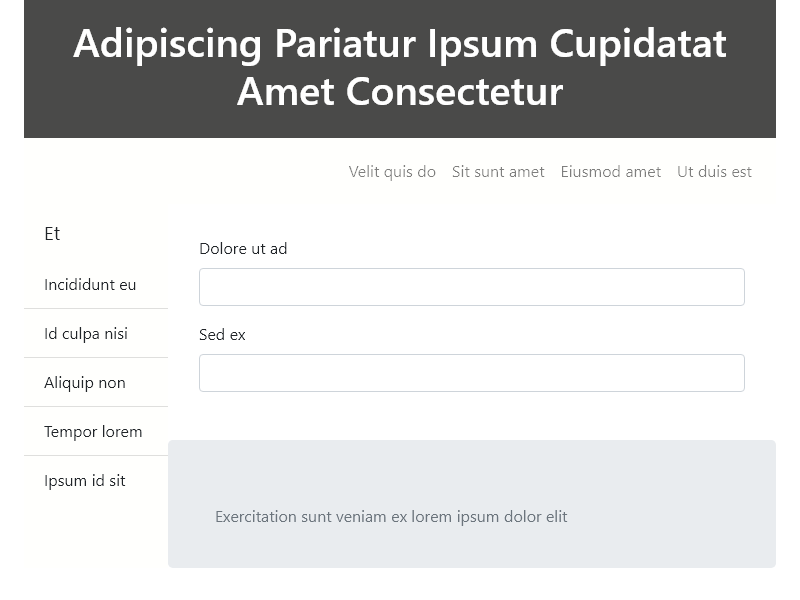 Adipiscing Pariatur Ipsum Cupidatat
Amet Consectetur
Velit quis do Sit sunt amet Eiusmod amet Ut duis est
Et
Incididunt eu
Id culpa nisi
Aliquip non
Tempor lorem
Ipsum id sit
Dolore ut ad
Sed ex
Exercitation sunt veniam ex lorem ipsum dolor elit